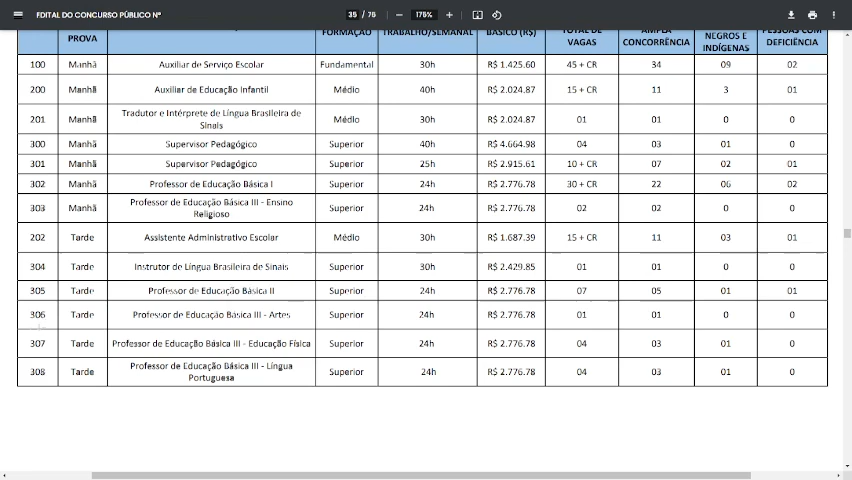 EDITAL DO CONCURSO PÚBLICO Nº
35 / 76
176%
PROVA FORMAÇÃO TRABALHO/SEMANAL BÁSICO (R$) TOTAL DE VAGAS AMPLA CONCORRÊNCIA NEGROS E INDÍGENAS PESSOAS COM DEFICIÊNCIA
100 Manhã Auxiliar de Serviço Escolar Fundamental 30h R$ 1.425.60 45 + CR 34 09 02
200 Manhã Auxiliar de Educação Infantil Médio 40h R$ 2.024.87 15 + CR 11 3 01
201 Manhã Tradutor e Intérprete de Língua Brasileira de Sinais Médio 30h R$ 2.024.87 01 01 0 0
300 Manhã Supervisor Pedagógico Superior 40h R$ 4.664.98 04 03 01 0
301 Manhã Supervisor Pedagógico Superior 25h R$ 2.915.61 10 + CR 07 02 01
302 Manhã Professor de Educação Básica I Superior 24h R$ 2.776.78 30 + CR 22 06 02
303 Manhã Professor de Educação Básica III - Ensino Religioso Superior 24h R$ 2.776.78 02 02 0 0
202 Tarde Assistente Administrativo Escolar Médio 30h R$ 1.687.39 15 + CR 11 03 01
304 Tarde Instrutor de Língua Brasileira de Sinais Superior 30h R$ 2.429.85 01 01 0 0
305 Tarde Professor de Educação Básica II Superior 24h R$ 2.776.78 07 05 01 01
306 Tarde Professor de Educação Básica III - Artes Superior 24h R$ 2.776.78 01 01 0 0
307 Tarde Professor de Educação Básica III - Educação Física Superior 24h R$ 2.776.78 04 03 01 0
308 Tarde Professor de Educação Básica III - Língua Portuguesa Superior 24h R$ 2.776.78 04 03 01 0